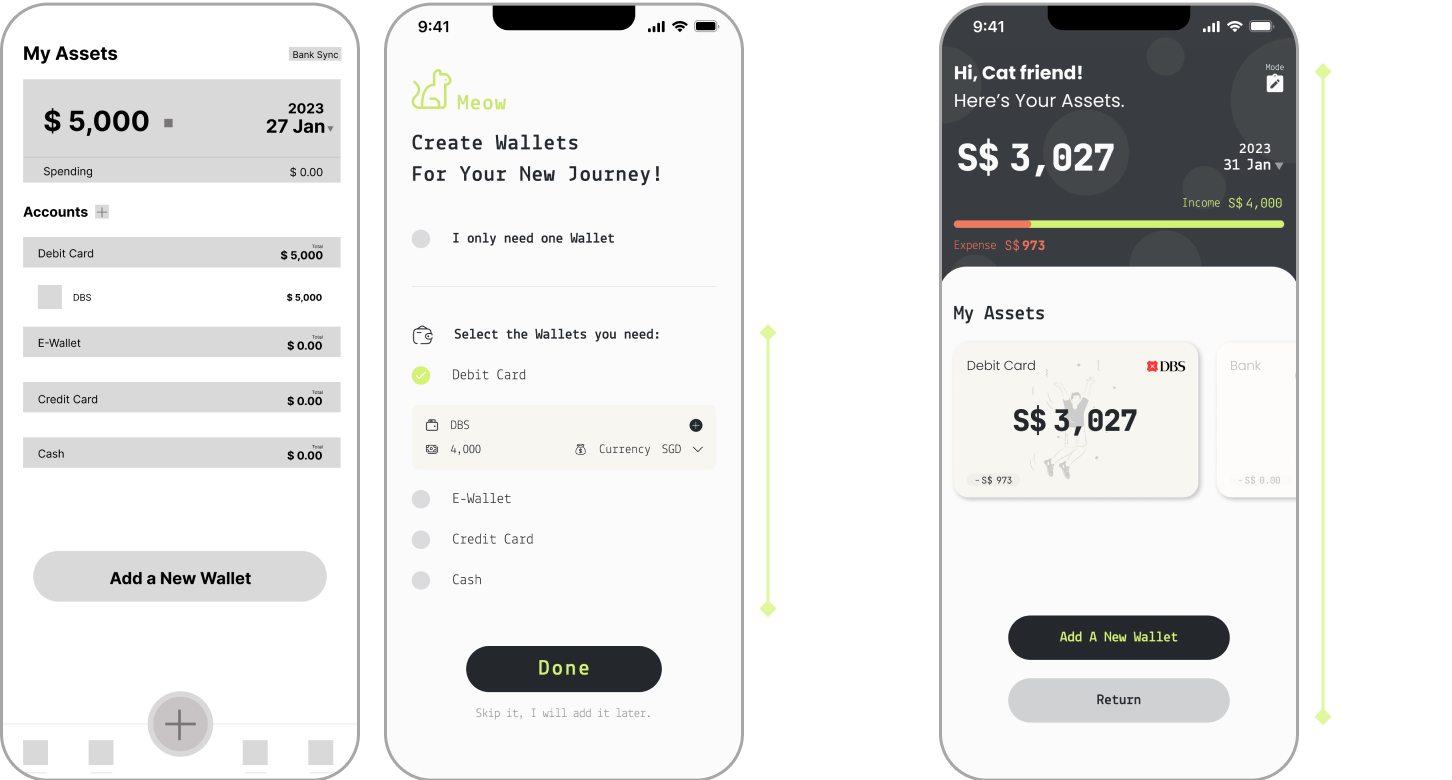 My Assets
Bank Sync
$ 5,000
2023
27 Jan
Spending
$ 0.00
Accounts
Debit Card
Total
$ 5,000
DBS
$ 5,000
E-Wallet
Total
$ 0.00
Credit Card
Total
$ 0.00
Cash
Total
$ 0.00
Add a New Wallet
9:41
Meow
Create Wallets
For Your New Journey!
I only need one Wallet
Select the Wallets you need:
Debit Card
DBS
4,000
Currency SGD
E-Wallet
Credit Card
Cash
Done
Skip it, I will add it later.
9:41
Hi, Cat friend!
Mode
Here's Your Assets.
S$ 3,027
2023
31 Jan
Income S$ 4,000
Expense S$ 973
My Assets
Debit Card
DBS
S$ 3,027
-S$ 973
Bank
-S$ 0.00
Add A New Wallet
Return